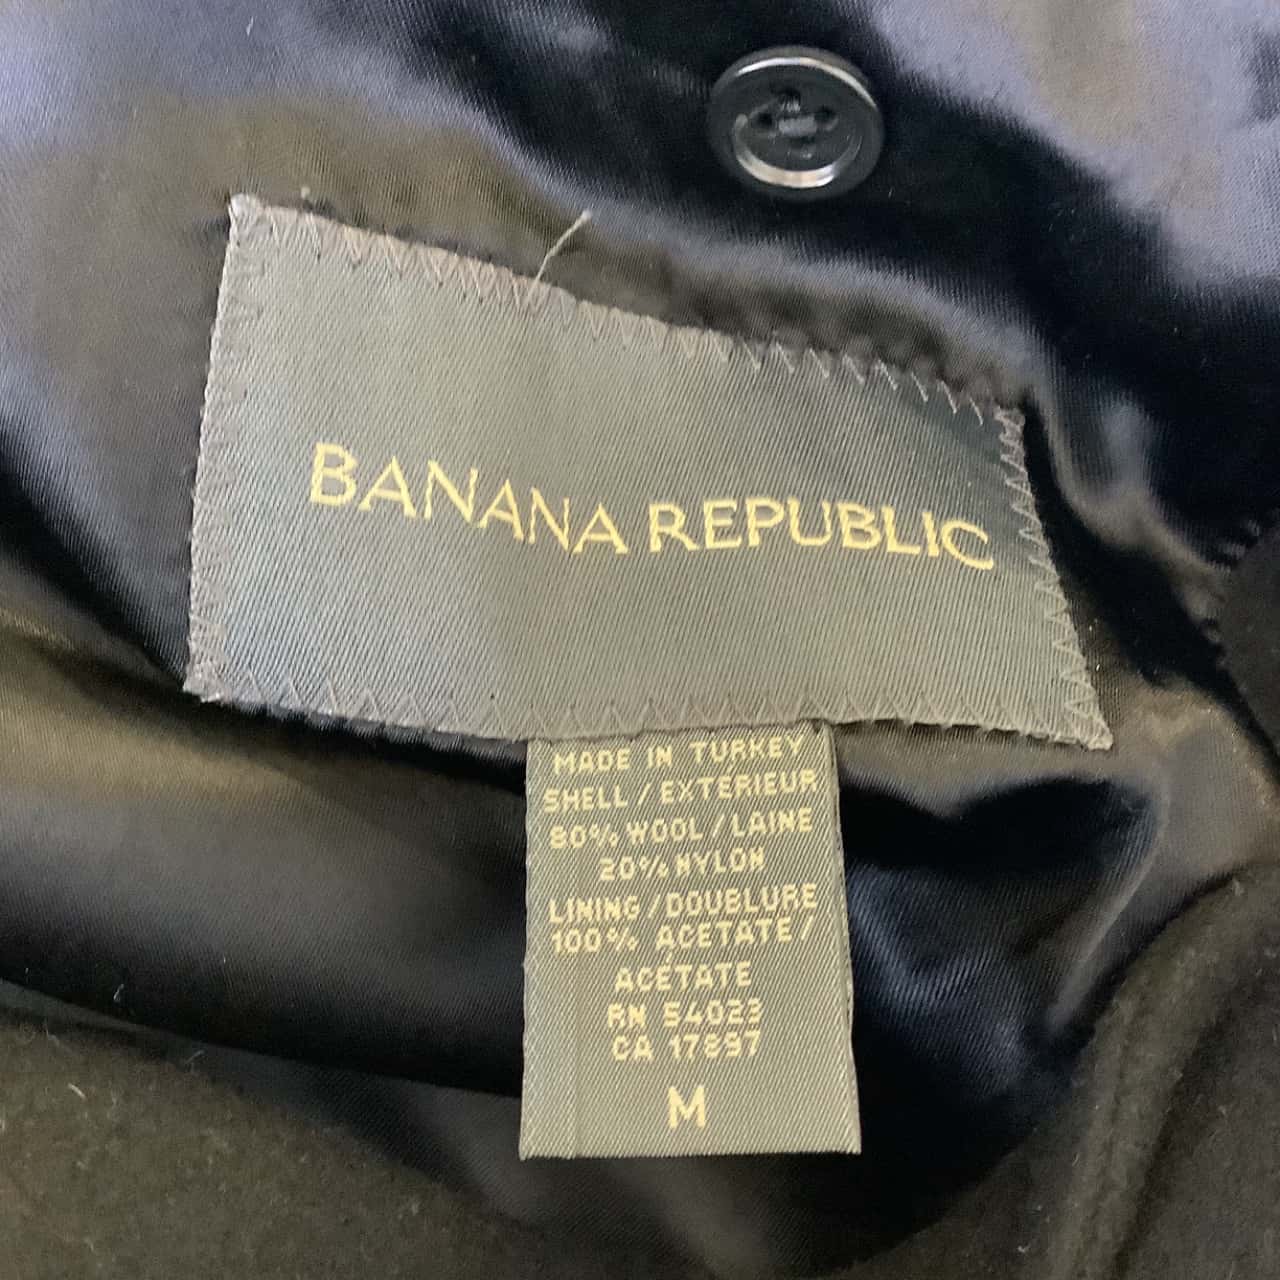 BANANA REPUBLIC
MADE IN TURKEY
SHELL / EXTERIEUR
80% WOOL / LAINE
20% NYLON
LINING / DOUBLURE
100% ACETATE /
ACÉTATE
RN 54023
CA 17897
M